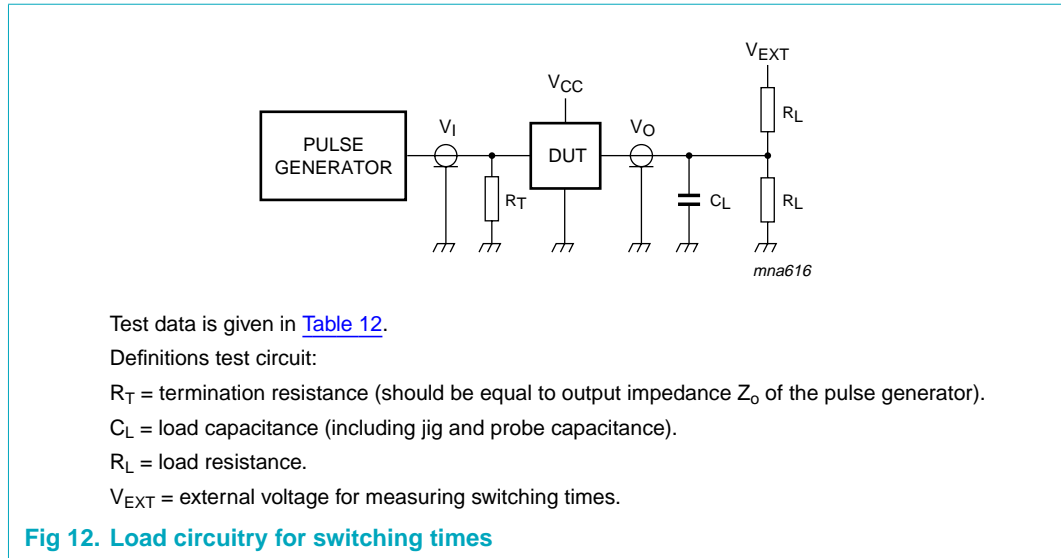 VEXT
VCC
RL
VI
VO
PULSE
GENERATOR
DUT
RT
CL
RL
mna616
Test data is given in Table 12.
Definitions test circuit:
RT = termination resistance (should be equal to output impedance Zo of the pulse generator).
CL = load capacitance (including jig and probe capacitance).
RL = load resistance.
VEXT = external voltage for measuring switching times.
Fig 12. Load circuitry for switching times